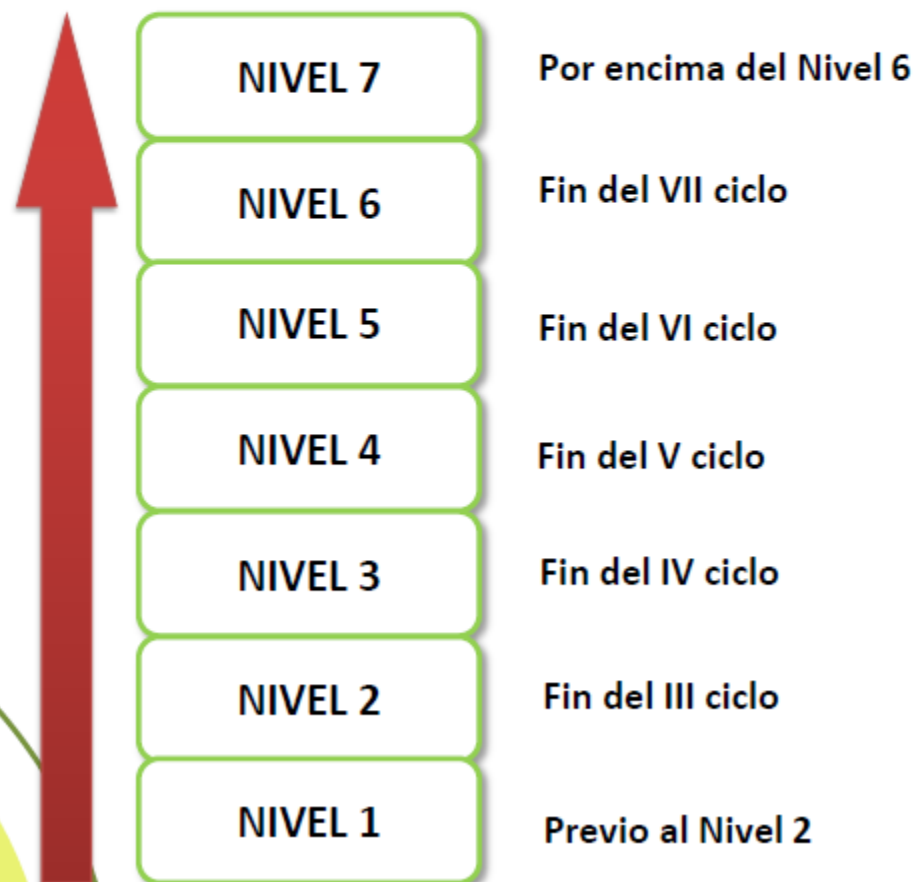 NIVEL 7 Por encima del Nivel 6
NIVEL 6 Fin del VII ciclo
NIVEL 5 Fin del VI ciclo
NIVEL 4 Fin del V ciclo
NIVEL 3 Fin del IV ciclo
NIVEL 2 Fin del III ciclo
NIVEL 1 Previo al Nivel 2